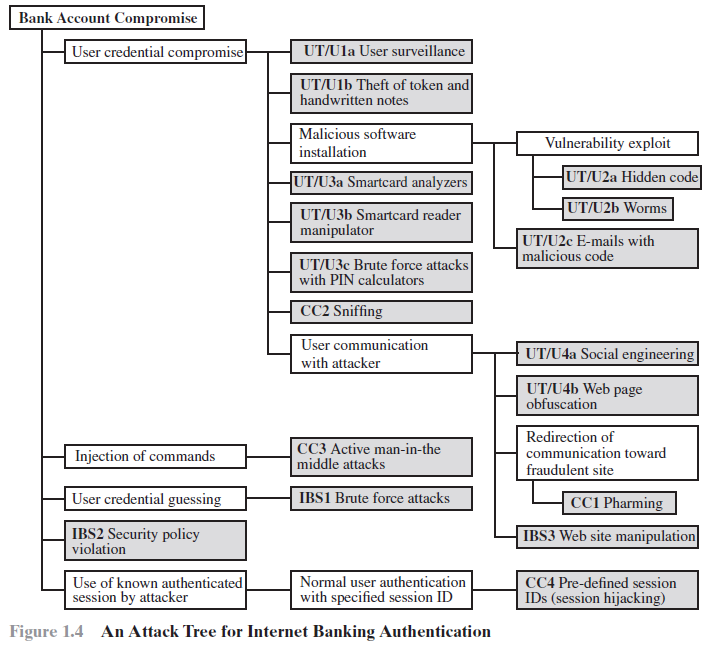 Bank Account Compromise
User credential compromise
UT/U1a User surveillance
UT/U1b Theft of token and
handwritten notes
Malicious software
installation
Vulnerability exploit
UT/U2a Hidden code
UT/U2b Worms
UT/U2c E-mails with
malicious code
UT/U3a Smartcard analyzers
UT/U3b Smartcard reader
manipulator
UT/U3c Brute force attacks
with PIN calculators
CC2 Sniffing
User communication
with attacker
UT/U4a Social engineering
UT/U4b Web page
obfuscation
Redirection of
communication toward
fraudulent site
CC1 Pharming
IBS3 Web site manipulation
Injection of commands
CC3 Active man-in-the
middle attacks
User credential guessing
IBS1 Brute force attacks
IBS2 Security policy
violation
Use of known authenticated
session by attacker
Normal user authentication
with specified session ID
CC4 Pre-defined session
IDs (session hijacking)
Figure 1.4 An Attack Tree for Internet Banking Authentication